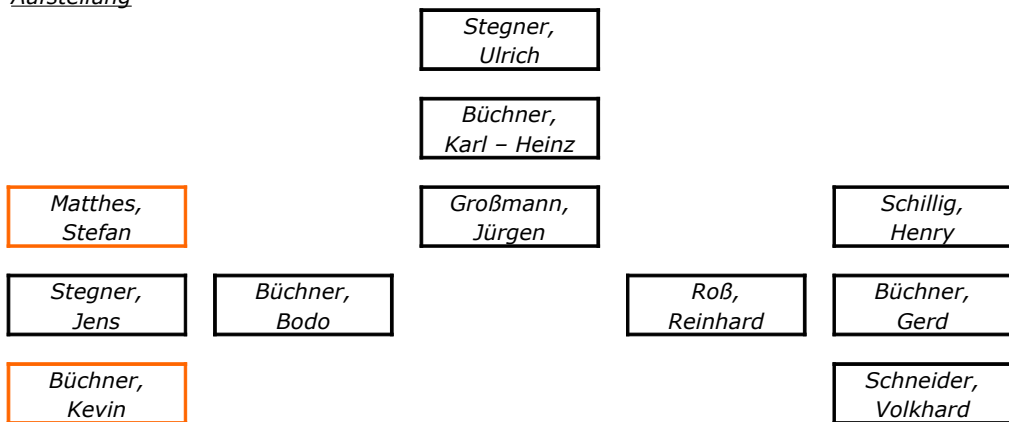 Aufstellung
Stegner,
Ulrich
Büchner,
Karl – Heinz
Matthes,
Stefan
Großmann,
Jürgen
Schillig,
Henry
Stegner,
Jens
Büchner,
Bodo
Roß,
Reinhard
Büchner,
Gerd
Büchner,
Kevin
Schneider,
Volkhard